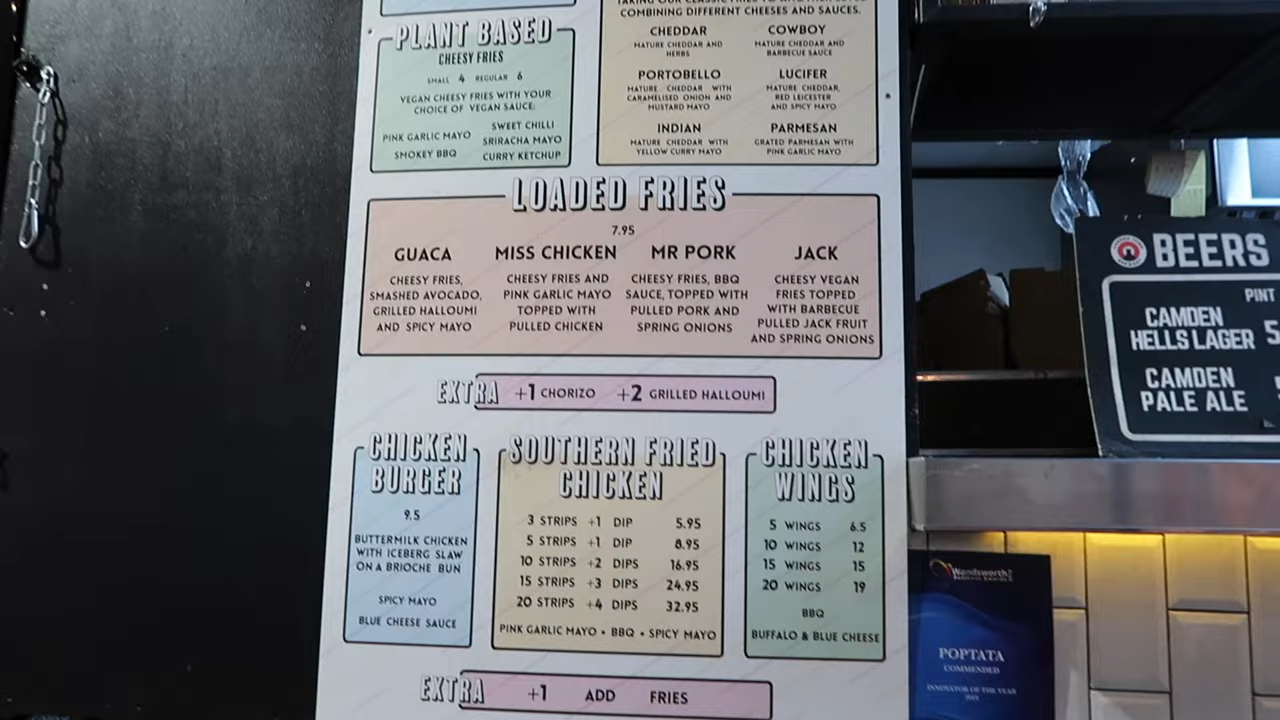 COMBINING DIFFERENT CHEESES AND SAUCES.
PLANT BASED
CHEESY FRIES
SMALL 4 REGULAR 6
VEGAN CHEESY FRIES WITH YOUR
CHOICE OF VEGAN SAUCE:
PINK GARLIC MAYO
SMOKEY BBQ
SWEET CHILLI
SRIRACHA MAYO
CURRY KETCHUP
CHEDDAR
MATURE CHEDDAR AND
HERBS
COWBOY
MATURE CHEDDAR AND
BARBECUE SAUCE
PORTOBELLO
MATURE CHEDDAR WITH
CARAMELISED ONION AND
MUSTARD MAYO
LUCIFER
MATURE CHEDDAR,
RED LEICESTER
AND SPICY MAYO
INDIAN
MATURE CHEDDAR WITH
YELLOW CURRY MAYO
PARMESAN
GRATED PARMESAN WITH
PINK GARLIC MAYO
LOADED FRIES
7.95
GUACA
CHEESY FRIES,
SMASHED AVOCADO,
GRILLED HALLOUMI
AND SPICY MAYO
MISS CHICKEN
CHEESY FRIES AND
PINK GARLIC MAYO
TOPPED WITH
PULLED CHICKEN
MR PORK
CHEESY FRIES, BBQ
SAUCE, TOPPED WITH
PULLED PORK AND
SPRING ONIONS
JACK
CHEESY VEGAN
FRIES TOPPED
WITH BARBECUE
PULLED JACK FRUIT
AND SPRING ONIONS
EXTRA +1 CHORIZO +2 GRILLED HALLOUMI
CHICKEN
BURGER
9.5
BUTTERMILK CHICKEN
WITH ICEBERG SLAW
ON A BRIOCHE BUN
SPICY MAYO
BLUE CHEESE SAUCE
SOUTHERN FRIED
CHICKEN
3 STRIPS +1 DIP 5.95
5 STRIPS +1 DIP 8.95
10 STRIPS +2 DIPS 16.95
15 STRIPS +3 DIPS 24.95
20 STRIPS +4 DIPS 32.95
PINK GARLIC MAYO • BBQ • SPICY MAYO
CHICKEN
WINGS
5 WINGS 6.5
10 WINGS 12
15 WINGS 15
20 WINGS 19
BBQ
BUFFALO & BLUE CHEESE
EXTRA +1 ADD FRIES
BEERS
PINT
CAMDEN
HELLS LAGER 5
CAMDEN
PALE ALE
Wandsworth
POPTATA
COMMENDED
INNOVATOR OF THE YEAR